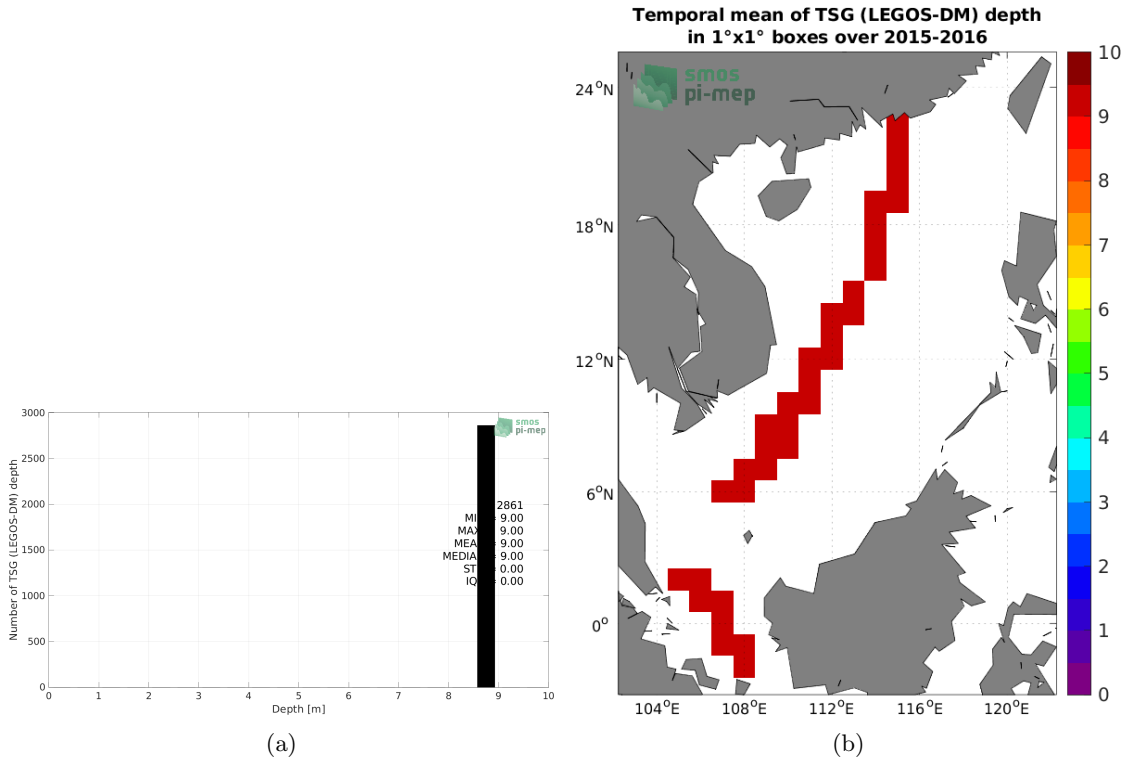 3000
2500
2000
1500
1000
500
0
Number of TSG (LEGOS-DM) depth
smos
pi-mep
2861
9.00
MAX 9.00
9.00
9.00
0.00
0.00
0 1 2 3 4 5 6 7 8 9 10
Depth [m]
(a)
Temporal mean of TSG (LEGOS-DM) depth
in 1°x1° boxes over 2015-2016
smos
pi-mep
24°N
18°N
12°N
6°N
0°
104°E 108°E 112°E 116°E 120°E
10
9
8
7
6
5
4
3
2
1
0
(b)